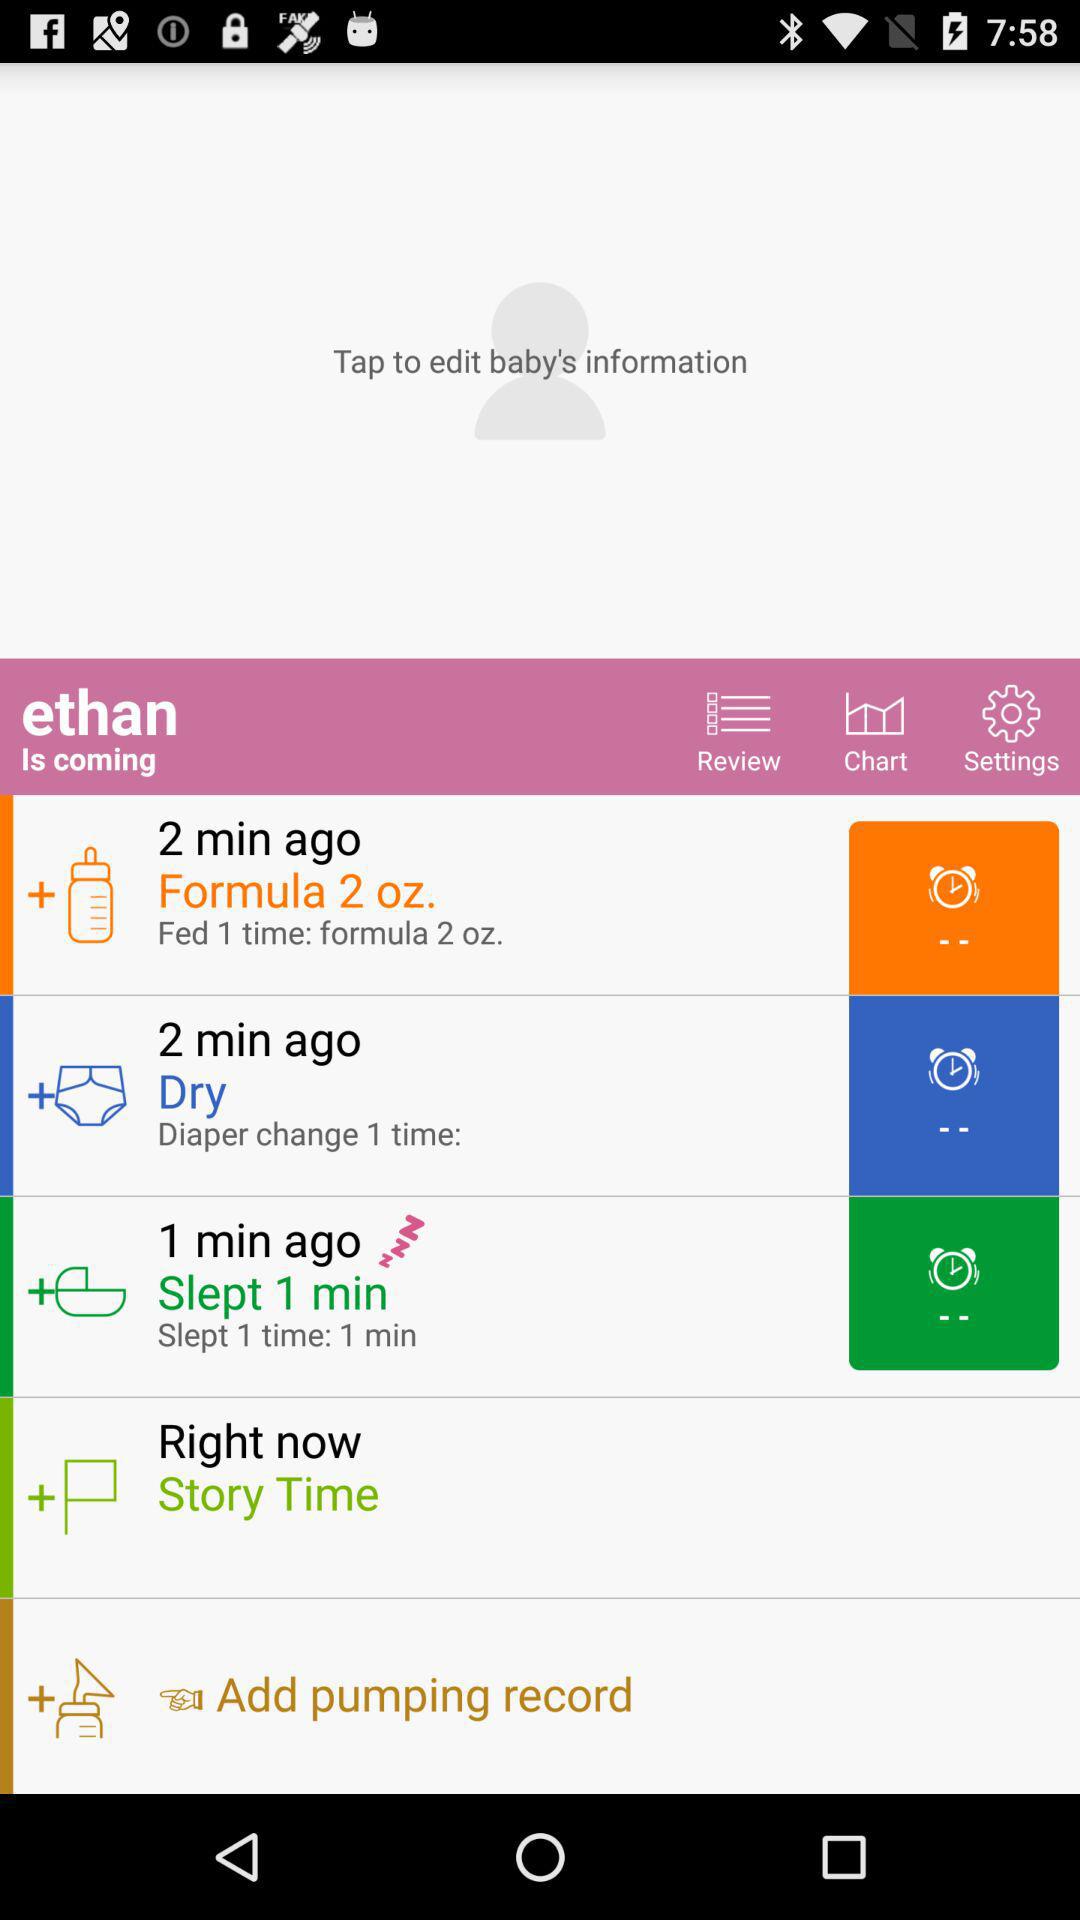 FAKE
7:58
Tap to edit baby's information
ethan
Is coming
Review
Chart
Settings
2 min ago
Formula 2 oz.
Fed 1 time: formula 2 oz.
- -
2 min ago
Dry
Diaper change 1 time:
- -
1 min ago
Slept 1 min
Slept 1 time: 1 min
- -
Right now
Story Time
Add pumping record